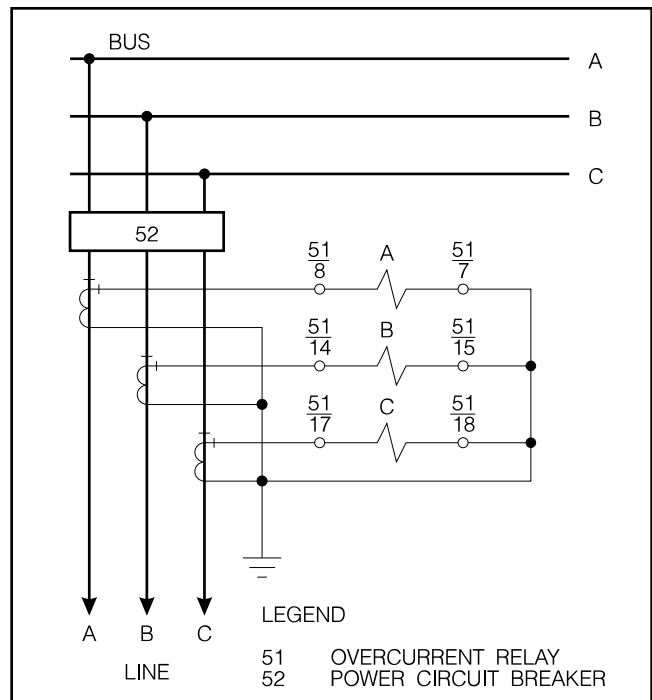 BUS
A
B
C
52
51
8
A
51
7
51
14
B
51
15
51
17
C
51
18
A B C
LINE
LEGEND
51 OVERCURRENT RELAY
52 POWER CIRCUIT BREAKER